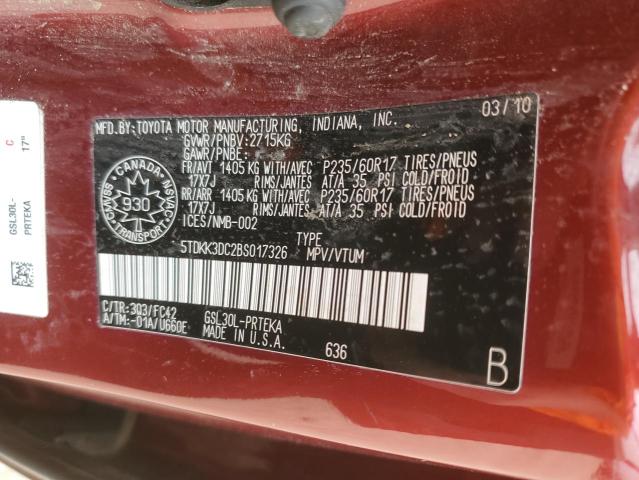 03/10
MFD.BY:TOYOTA MOTOR MANUFACTURING, INDIANA, INC.
GVWR/PNBV:2715KG
GAWR/PNBE:
FR/AVT 1405 KG WITH/AVEC P235/60R17 TIRES/PNEUS
17X7J RIMS/JANTES AT/A 35 PSI COLD/FROID
RR/ARR 1405 KG WITH/AVEC P235/60R17 TIRES/PNEUS
17X7J RIMS/JANTES AT/A 35 PSI COLD/FROID
ICES/NMB-002
CANADA
930
TRANSPORT
5TDKK3DC2BS017326
TYPE
MPV/VTUM
C/TR:3Q3/FC42
A/TM:-01A/U660E
GSL30L-PRTEKA
MADE IN U.S.A.
636
B
C
17"
GSL30L-
PRTEKA